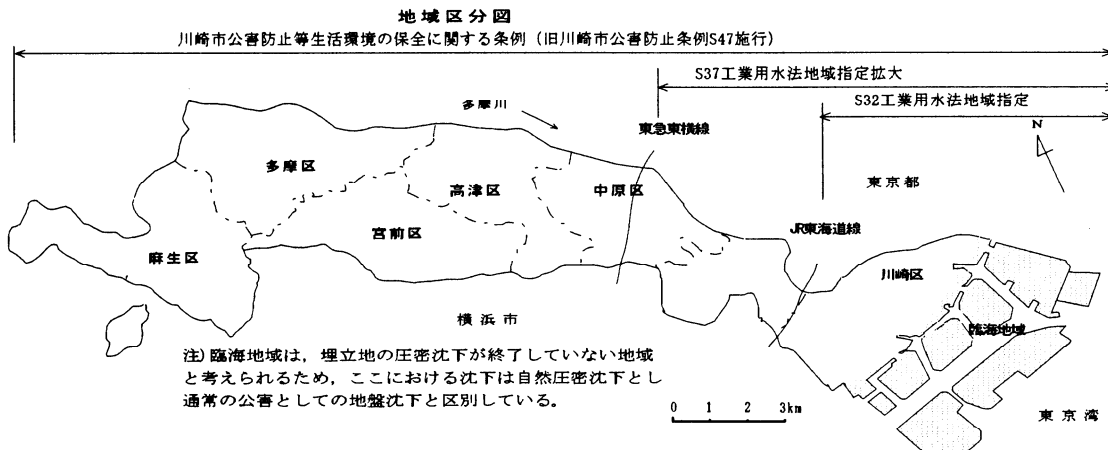 地域区分図
川崎市公害防止等生活環境の保全に関する条例（旧川崎市公害防止条例S47施行）
S37工業用水法地域指定拡大
S32工業用水法地域指定
多摩川
東急東横線
N
多摩区
高津区
中原区
東京都
JR東海道線
宮前区
麻生区
川崎区
横浜市
臨海地域
注）臨海地域は，埋立地の圧密沈下が終了していない地域
と考えられるため，ここにおける沈下は自然圧密沈下とし
通常の公害としての地盤沈下と区別している。
0 1 2 3km
東京湾